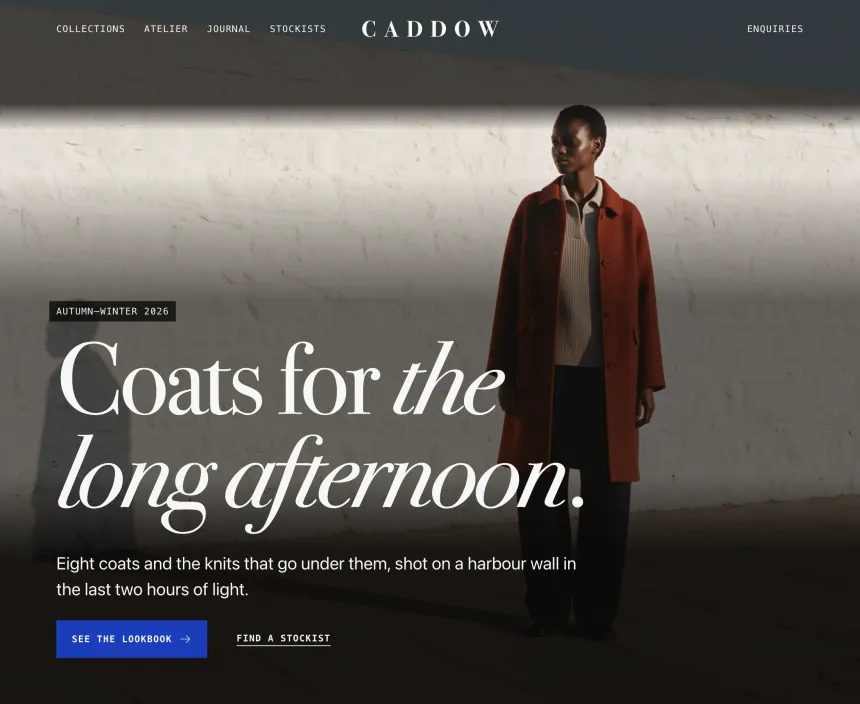 COLLECTIONS ATELIER JOURNAL STOCKISTS CADDOW ENQUIRIES
AUTUMN—WINTER 2026
Coats for the
long afternoon.
Eight coats and the knits that go under them, shot on a harbour wall in
the last two hours of light.
SEE THE LOOKBOOK → FIND A STOCKIST